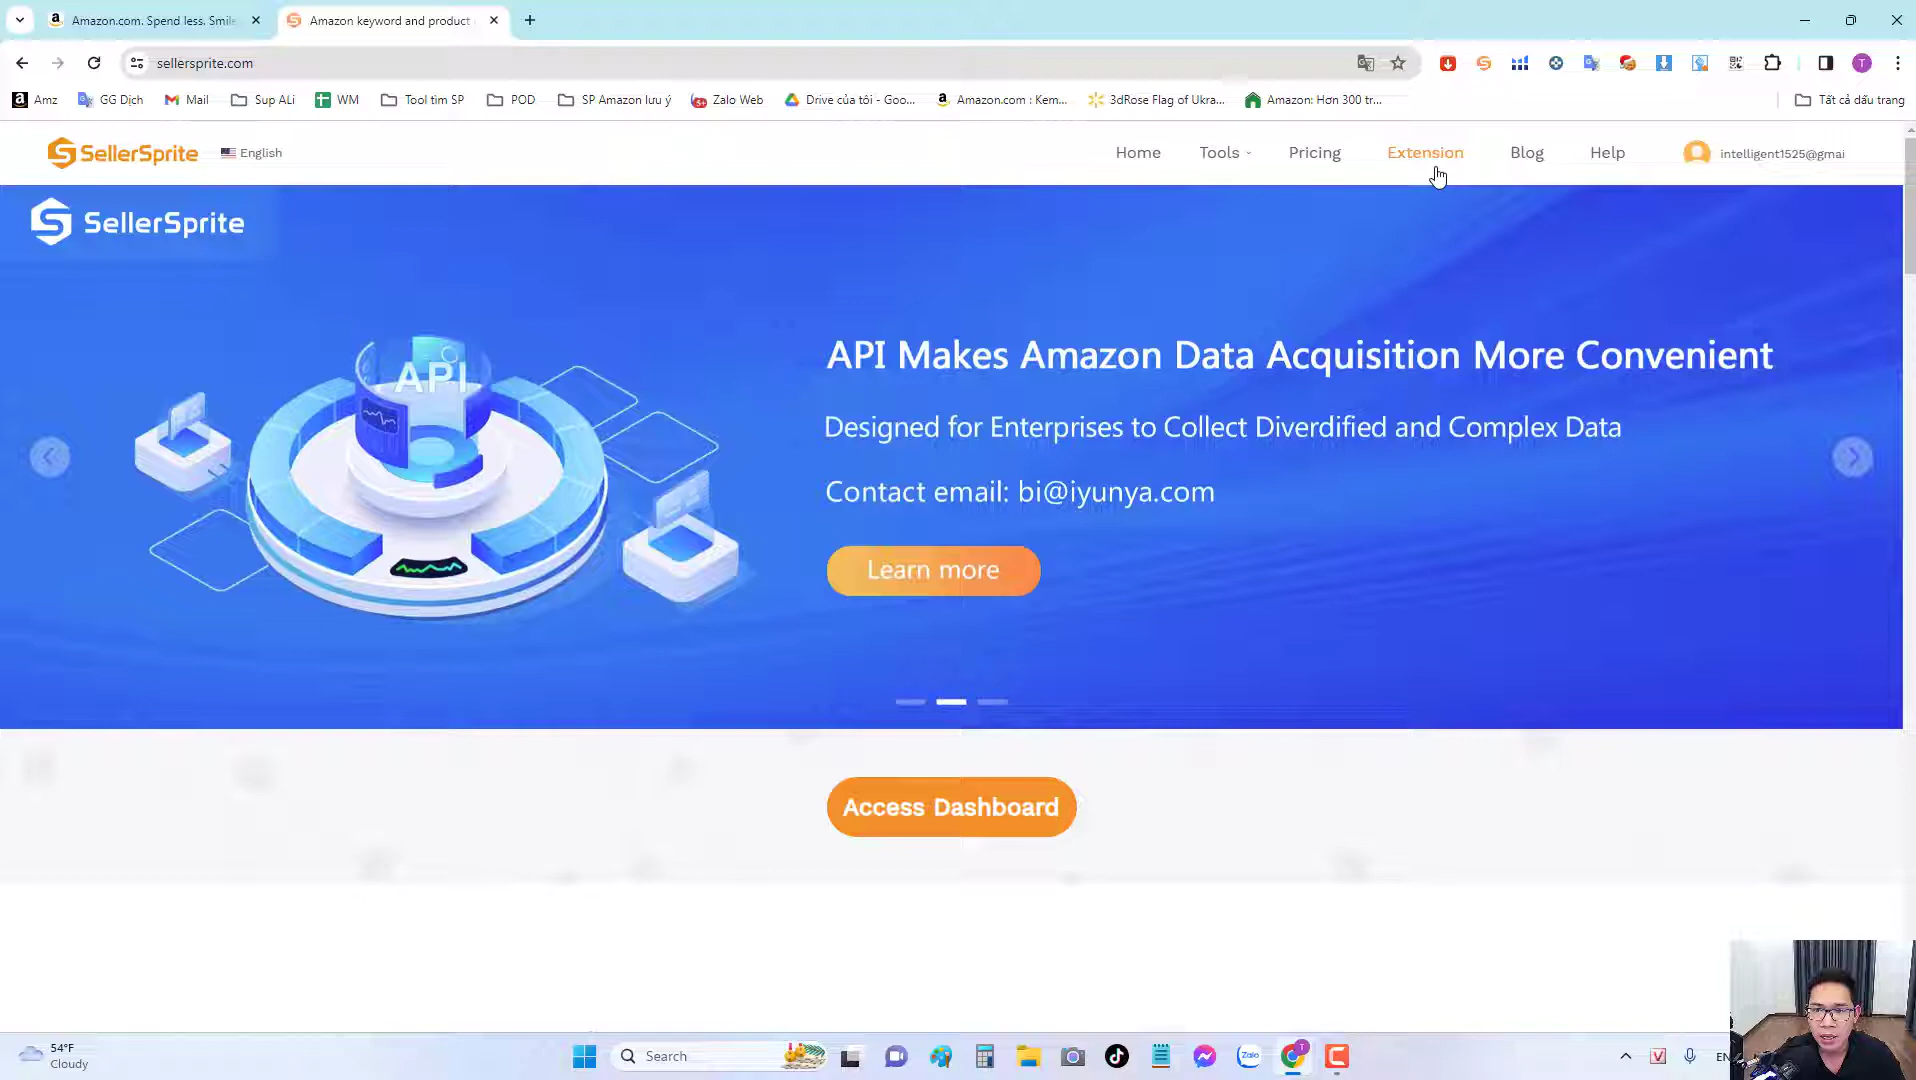 Amazon.com. Spend less. Smile
Amazon keyword and product
sellersprite.com
Amz
GG Dịch
Mail
Sup ALi
WM
Tool tìm SP
POD
SP Amazon lưu ý
Zalo Web
Drive của tôi - Goo...
Amazon.com : Kem...
3dRose Flag of Ukra...
Amazon: Hơn 300 tr...
Tất cả dấu trang
SellerSprite
English
Home
Tools
Pricing
Extension
Blog
Help
intelligent1525@gmai
SellerSprite
API
API Makes Amazon Data Acquisition More Convenient
Designed for Enterprises to Collect Diverdified and Complex Data
Contact email: bi@iyunya.com
Learn more
Access Dashboard
54°F
Cloudy
Search
Zalo